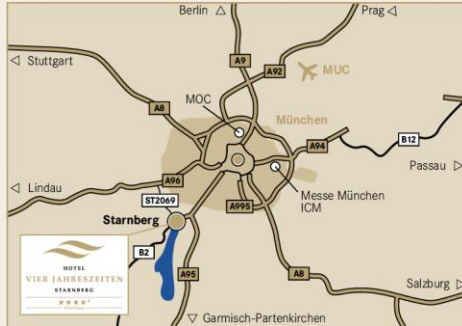 Berlin
Prag
A9
A92
Stuttgart
MUC
A8
MOC
München
A94
B12
Passau
A96
Lindau
ST2069
Messe München
ICM
Starnberg
A995
B2
A95
A8
Salzburg
Garmisch-Partenkirchen
HOTEL
VIER JAHRESZEITEN
STARNBERG